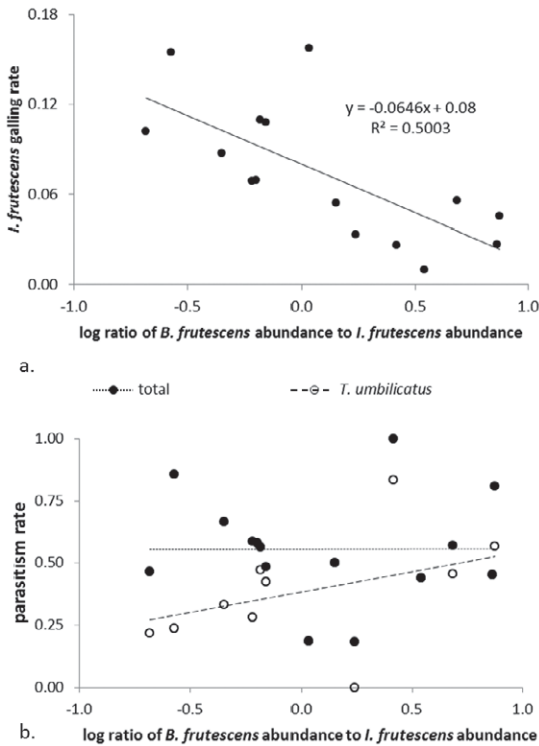 0.18
0.12
0.06
0.00
I. frutescens galling rate
y = -0.0646x + 0.08
R² = 0.5003
-1.0 -0.5 0.0 0.5 1.0
log ratio of B. frutescens abundance to I. frutescens abundance
a.
total T. umbilicatus
1.00
0.75
0.50
0.25
0.00
parasitism rate
-1.0 -0.5 0.0 0.5 1.0
b. log ratio of B. frutescens abundance to I. frutescens abundance